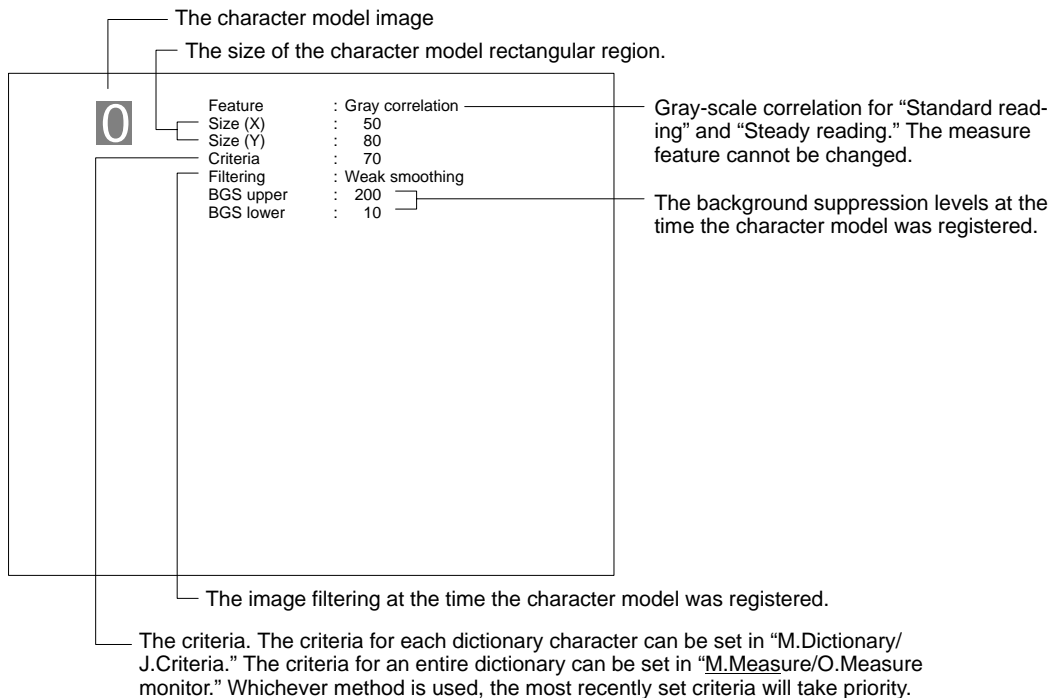 The character model image
The size of the character model rectangular region.
0
Feature : Gray correlation
Size (X) : 50
Size (Y) : 80
Criteria : 70
Filtering : Weak smoothing
BGS upper : 200
BGS lower : 10
Gray-scale correlation for “Standard read-
ing” and “Steady reading.” The measure
feature cannot be changed.
The background suppression levels at the
time the character model was registered.
The image filtering at the time the character model was registered.
The criteria. The criteria for each dictionary character can be set in “M.Dictionary/
J.Criteria.” The criteria for an entire dictionary can be set in “M.Measure/O.Measure
monitor.” Whichever method is used, the most recently set criteria will take priority.